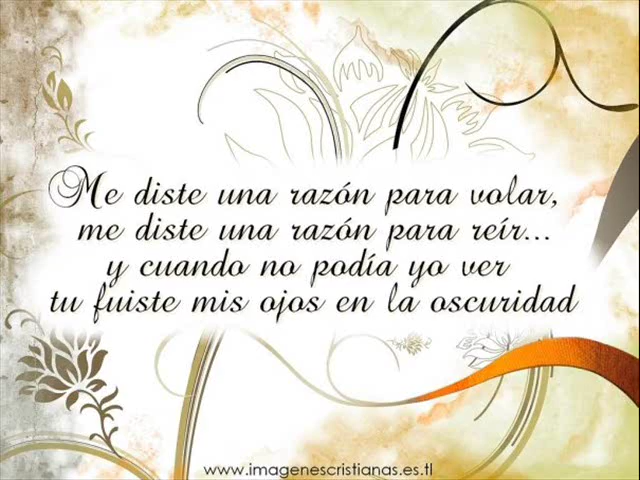 Me diste una razón para volar,
me diste una razón para reír...
y cuando no podía yo ver
tu fuiste mis ojos en la oscuridad
www.imagenescristianas.es.tl